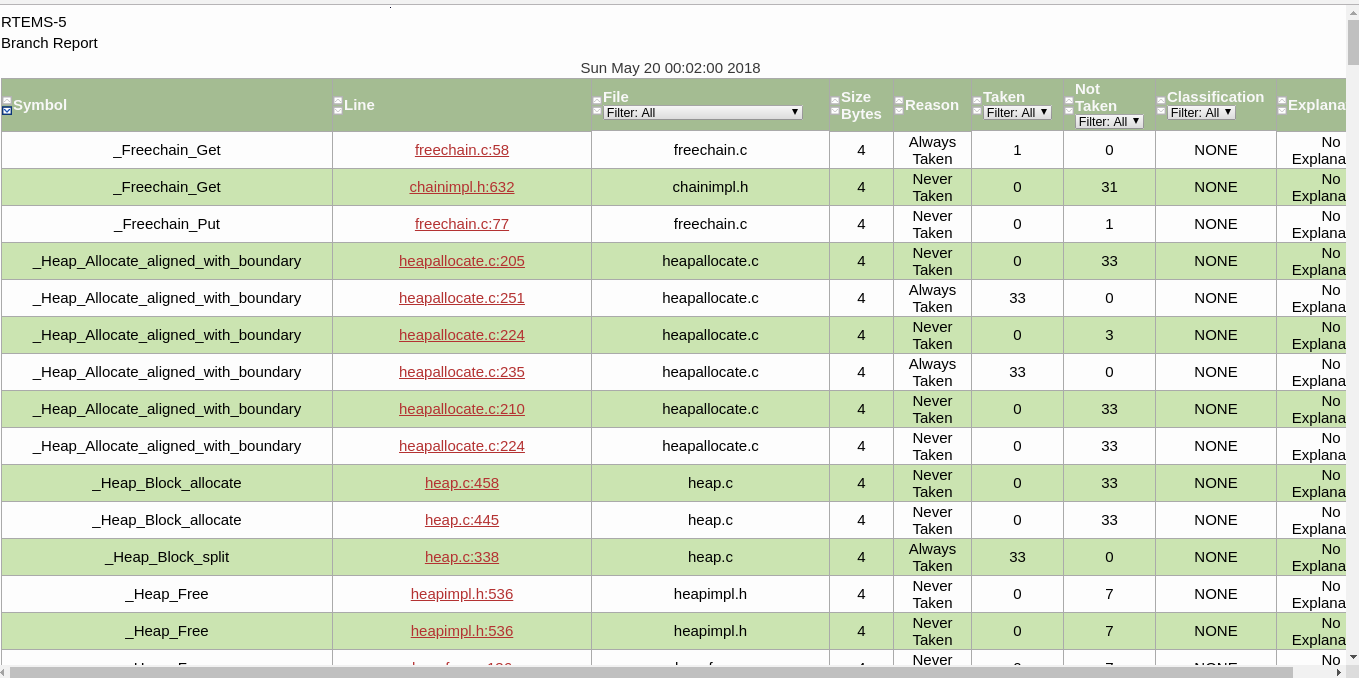 RTEMS-5
Branch Report
Sun May 20 00:02:00 2018
Symbol Line File Filter: All Size Bytes Reason Taken Filter: All Not Taken Filter: All Classification Filter: All Explana
_Freechain_Get freechain.c:58 freechain.c 4 Always Taken 1 0 NONE No Explana
_Freechain_Get chainimpl.h:632 chainimpl.h 4 Never Taken 0 31 NONE No Explana
_Freechain_Put freechain.c:77 freechain.c 4 Never Taken 0 1 NONE No Explana
_Heap_Allocate_aligned_with_boundary heapallocate.c:205 heapallocate.c 4 Never Taken 0 33 NONE No Explana
_Heap_Allocate_aligned_with_boundary heapallocate.c:251 heapallocate.c 4 Always Taken 33 0 NONE No Explana
_Heap_Allocate_aligned_with_boundary heapallocate.c:224 heapallocate.c 4 Never Taken 0 3 NONE No Explana
_Heap_Allocate_aligned_with_boundary heapallocate.c:235 heapallocate.c 4 Always Taken 33 0 NONE No Explana
_Heap_Allocate_aligned_with_boundary heapallocate.c:210 heapallocate.c 4 Never Taken 0 33 NONE No Explana
_Heap_Allocate_aligned_with_boundary heapallocate.c:224 heapallocate.c 4 Never Taken 0 33 NONE No Explana
_Heap_Block_allocate heap.c:458 heap.c 4 Never Taken 0 33 NONE No Explana
_Heap_Block_allocate heap.c:445 heap.c 4 Never Taken 0 33 NONE No Explana
_Heap_Block_split heap.c:338 heap.c 4 Always Taken 33 0 NONE No Explana
_Heap_Free heapimpl.h:536 heapimpl.h 4 Never Taken 0 7 NONE No Explana
_Heap_Free heapimpl.h:536 heapimpl.h 4 Never Taken 0 7 NONE No Explana
Never No